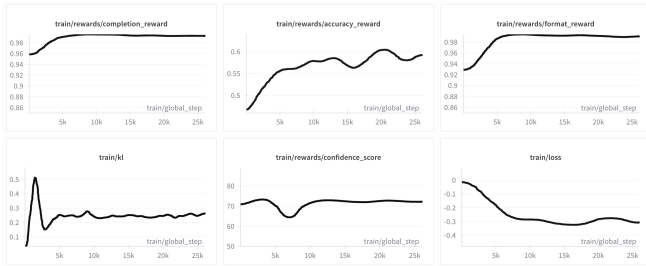 train/rewards/completion_reward
0.98
0.96
0.94
0.92
0.9
0.88
0.86
train/global_step
5k 10k 15k 20k 25k
train/rewards/accuracy_reward
0.6
0.55
0.5
train/global_step
5k 10k 15k 20k 25k
train/rewards/format_reward
0.98
0.96
0.94
0.92
0.9
0.88
0.86
train/global_step
5k 10k 15k 20k 25k
train/kl
0.5
0.4
0.3
0.2
0.1
train/global_step
5k 10k 15k 20k 25k
train/rewards/confidence_score
80
70
60
50
train/global_step
5k 10k 15k 20k 25k
train/loss
0
-0.1
-0.2
-0.3
-0.4
train/global_step
5k 10k 15k 20k 25k